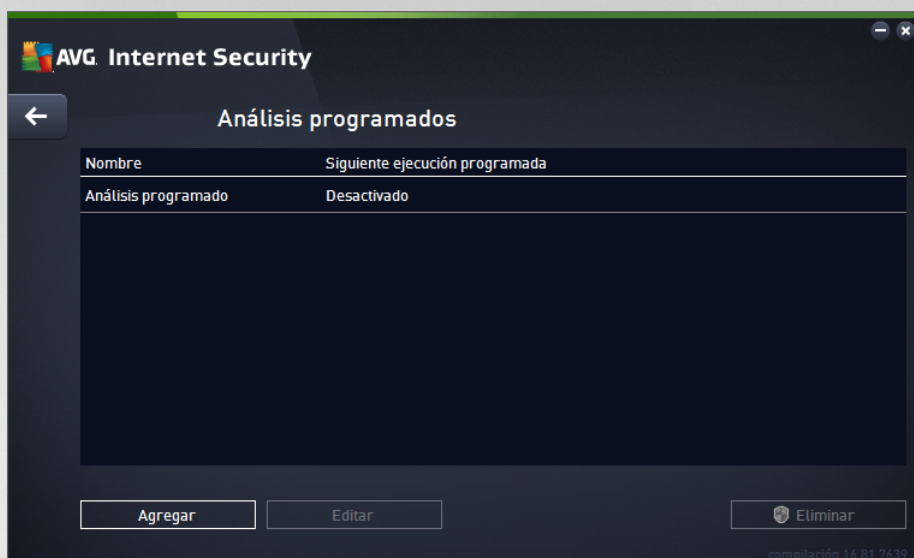 AVG. Internet Security
Análisis programados
Nombre Siguiente ejecución programada
Análisis programado Desactivado
Agregar Editar Eliminar
compilación 16.81.7639